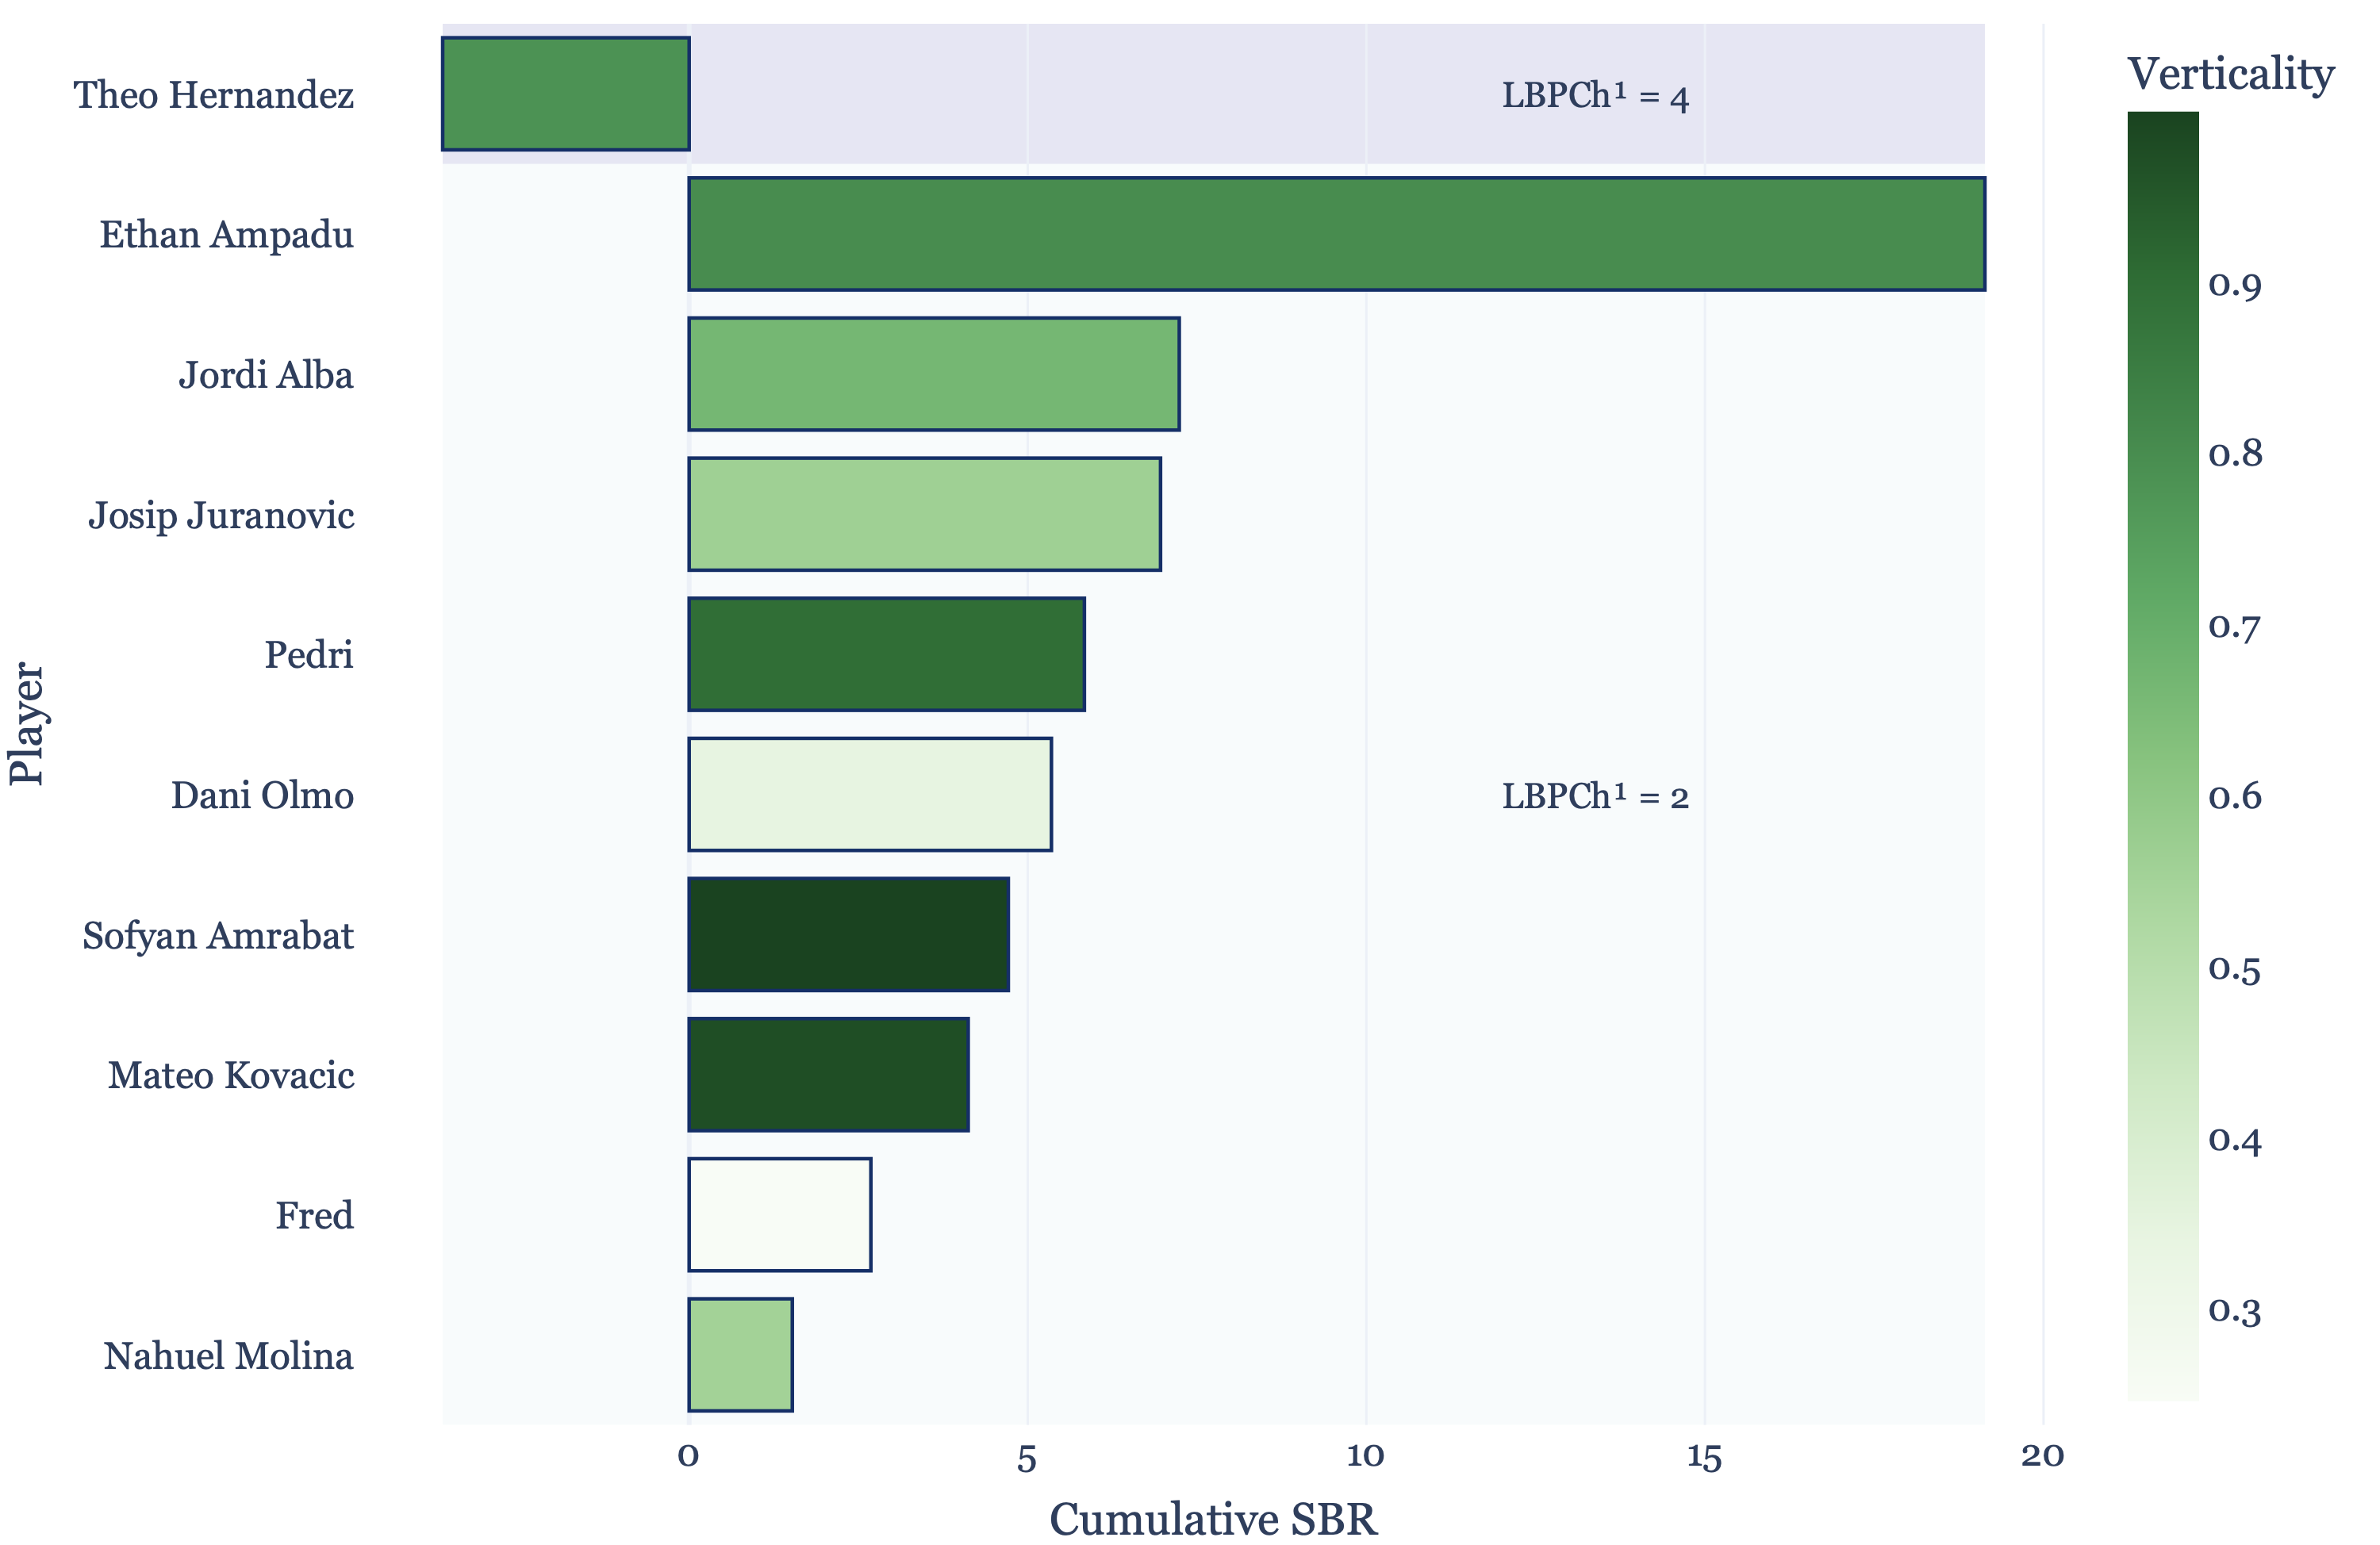 Theo Hernandez
Ethan Ampadu
Jordi Alba
Josip Juranovic
Pedri
Dani Olmo
Sofyan Amrabat
Mateo Kovacic
Fred
Nahuel Molina
Player
LBPCh¹ = 4
LBPCh¹ = 2
0 5 10 15 20
Cumulative SBR
Verticality
0.9
0.8
0.7
0.6
0.5
0.4
0.3